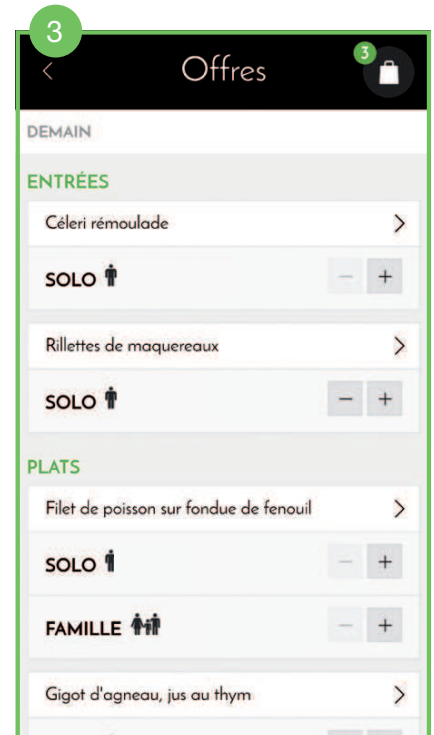 3
Offres
3
DEMAIN
ENTRÉES
Céleri rémoulade
SOLO
− +
Rillettes de maquereaux
SOLO
− +
PLATS
Filet de poisson sur fondue de fenouil
SOLO
− +
FAMILLE
− +
Gigot d'agneau, jus au thym